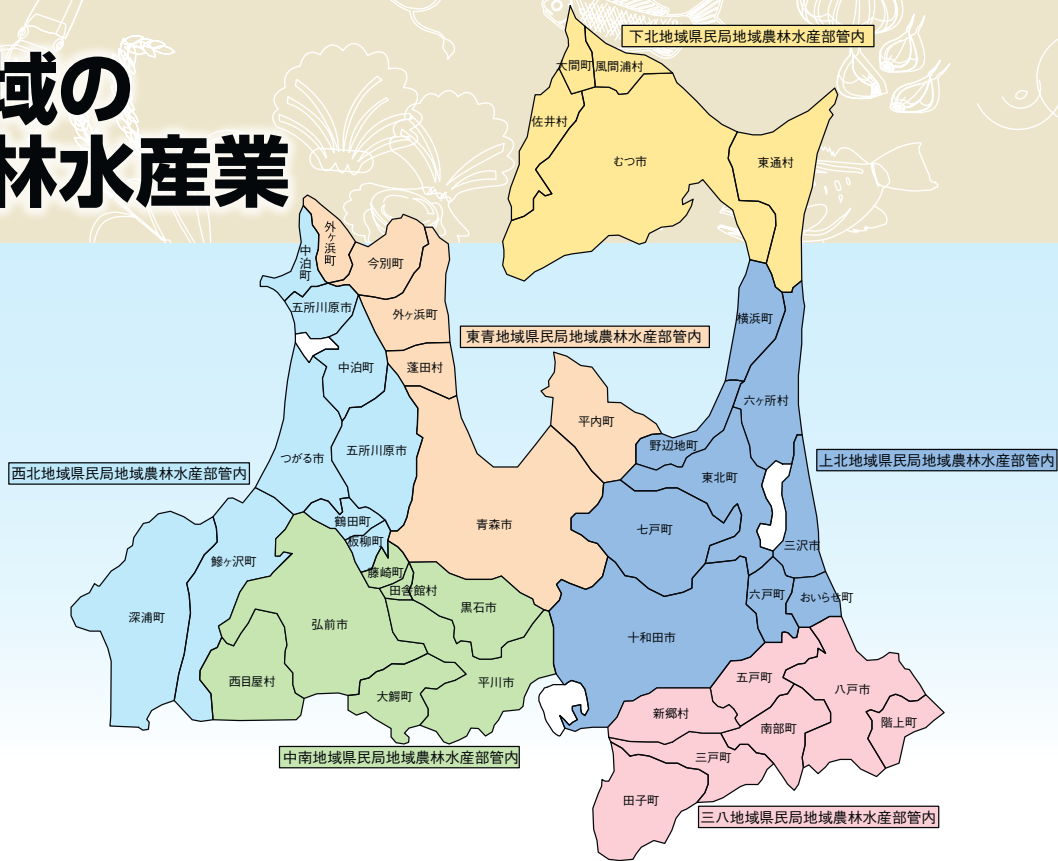 域の
林水産業
下北地域県民局地域農林水産部管内
大間町
風間浦村
佐井村
むつ市
東通村
外ヶ浜町
中泊町
今別町
五所川原市
外ヶ浜町
横浜町
東青地域県民局地域農林水産部管内
中泊町
蓬田村
六ヶ所村
平内町
野辺地町
つがる市
五所川原市
西北地域県民局地域農林水産部管内
上北地域県民局地域農林水産部管内
東北町
鶴田町
青森市
七戸町
板柳町
三沢市
鰺ヶ沢町
藤崎町
田舎館村
六戸町
おいらせ町
黒石市
深浦町
弘前市
十和田市
西目屋村
平川市
五戸町
八戸市
大鰐町
新郷村
南部町
階上町
中南地域県民局地域農林水産部管内
三戸町
田子町
三八地域県民局地域農林水産部管内